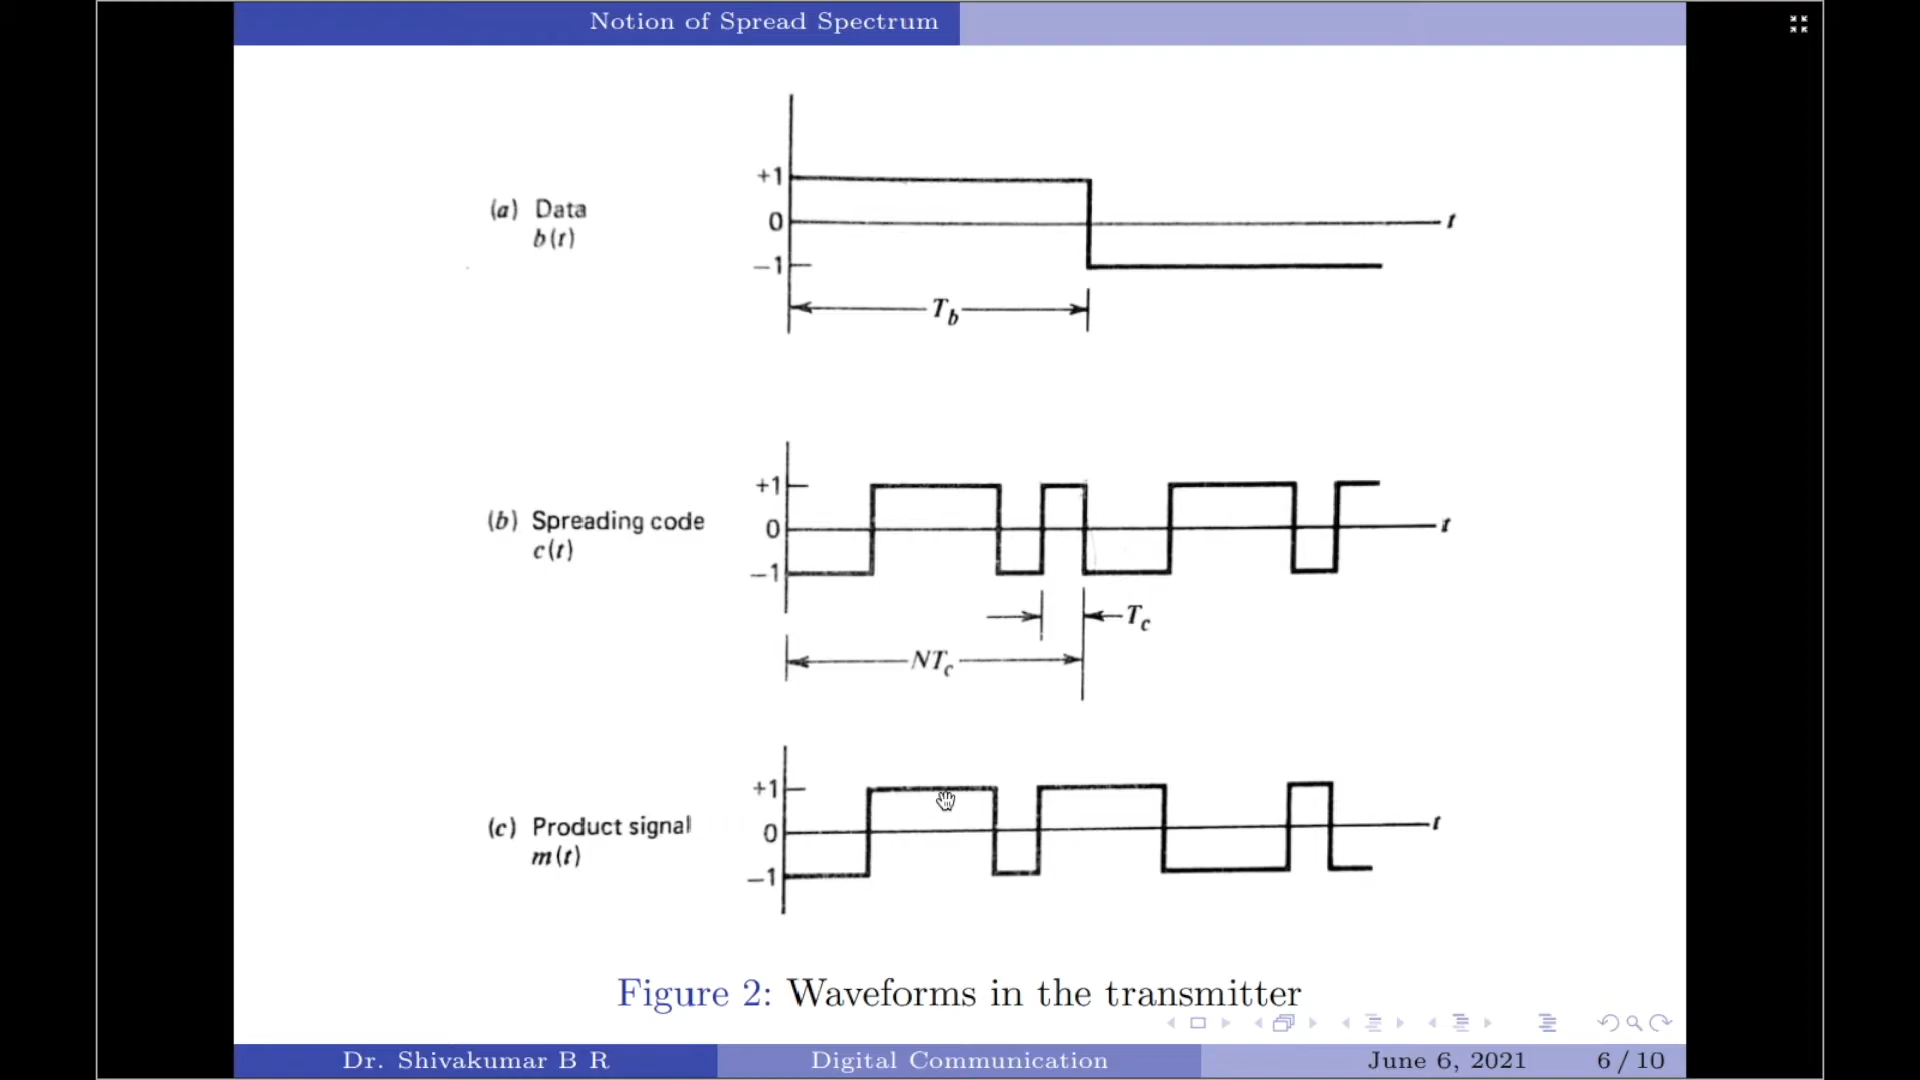 Notion of Spread Spectrum
+1
(a) Data
b(t)
0
t
−1
T_b
+1
(b) Spreading code
c(t)
0
t
−1
T_c
NT_c
+1
(c) Product signal
m(t)
0
t
−1
Figure 2: Waveforms in the transmitter
Dr. Shivakumar B R
Digital Communication
June 6, 2021
6 / 10